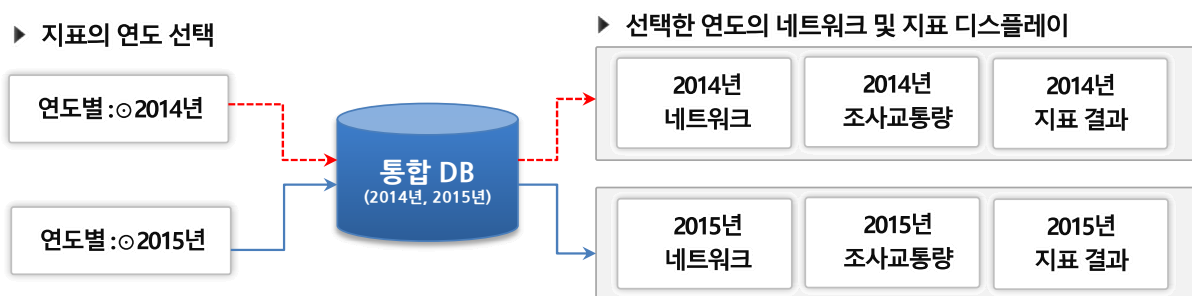 지표의 연도 선택
선택한 연도의 네트워크 및 지표 디스플레이
연도별 :⊙2014년
연도별 :⊙2015년
통합 DB
(2014년, 2015년)
2014년
네트워크
2014년
조사교통량
2014년
지표 결과
2015년
네트워크
2015년
조사교통량
2015년
지표 결과